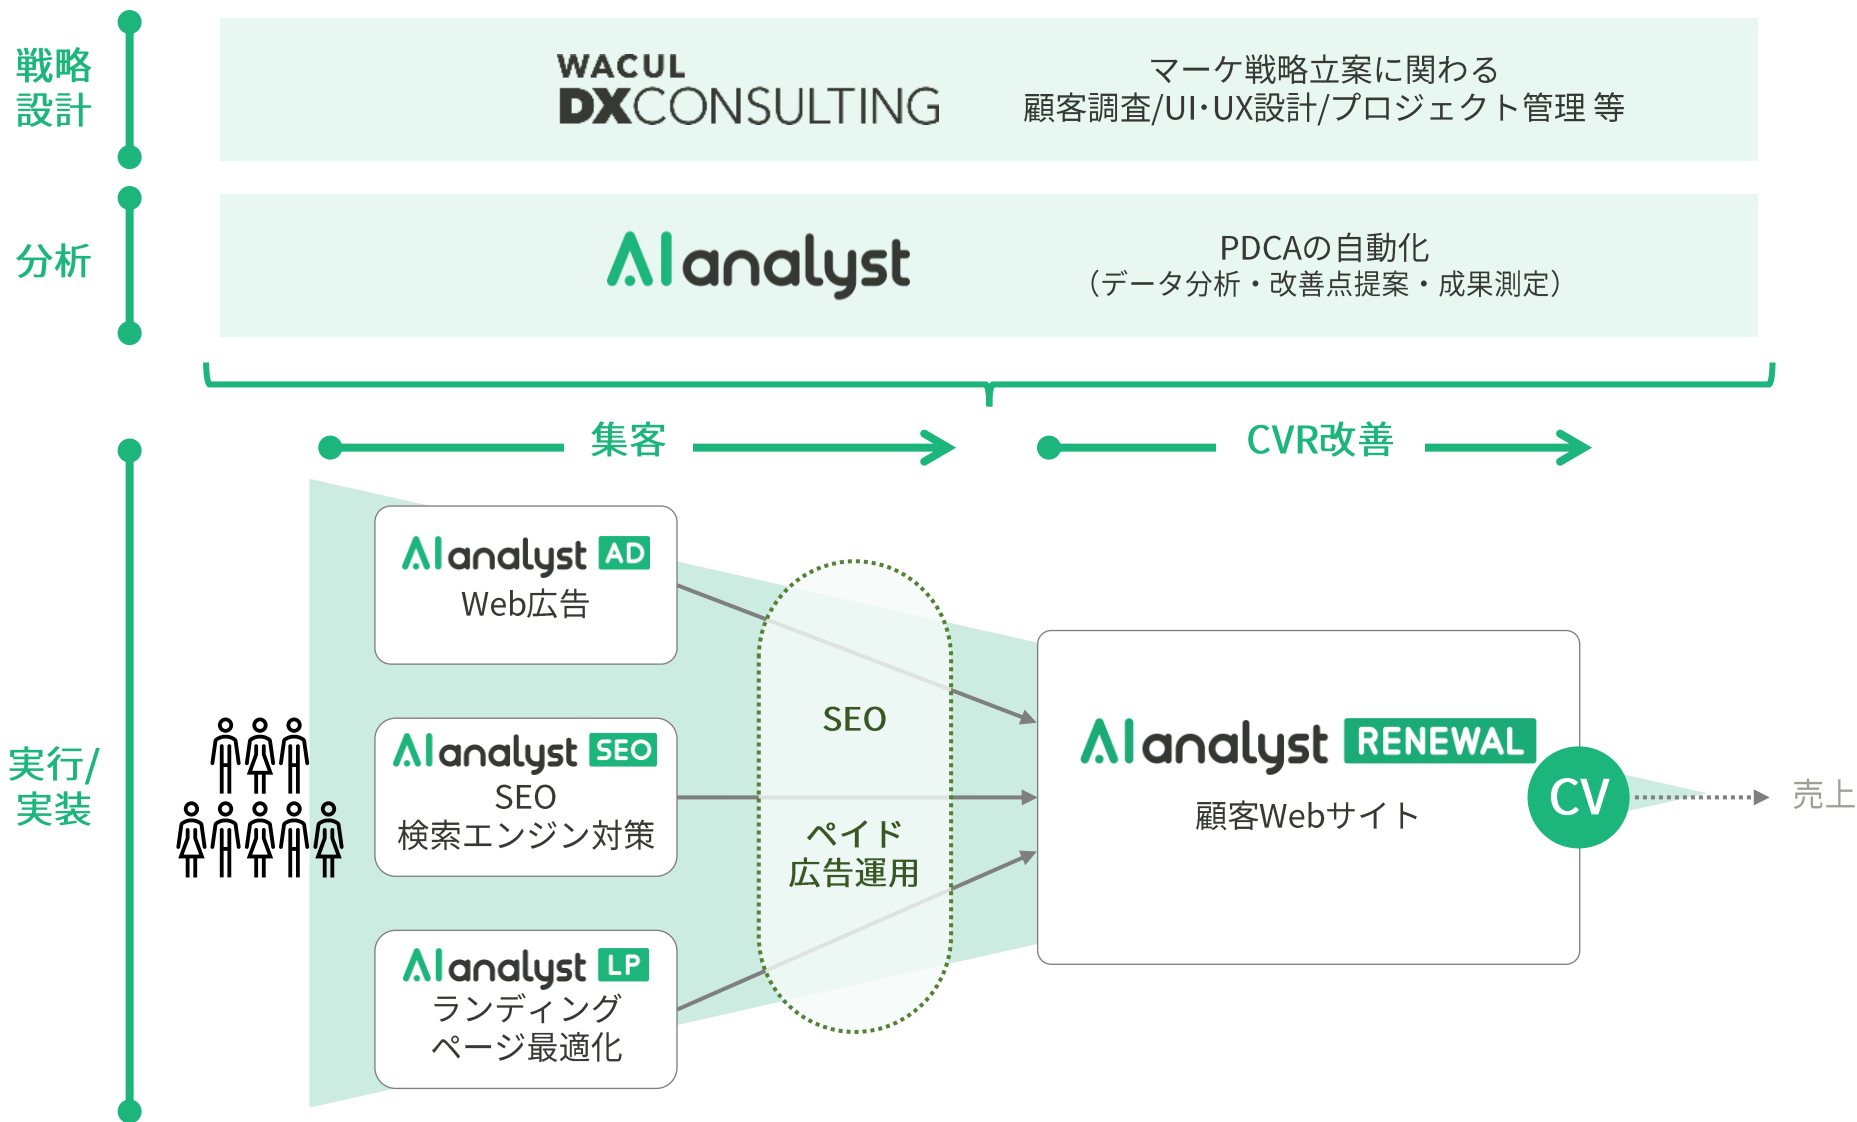 戦略
設計
WACUL
DXCONSULTING
マーケ戦略立案に関わる
顧客調査/UI・UX設計/プロジェクト管理 等
分析
AI analyst
PDCAの自動化
（データ分析・改善点提案・成果測定）
集客
CVR改善
実行/
実装
AI analyst AD
Web広告
AI analyst SEO
SEO
検索エンジン対策
AI analyst LP
ランディング
ページ最適化
SEO
ペイド
広告運用
AI analyst RENEWAL
顧客Webサイト
CV
売上